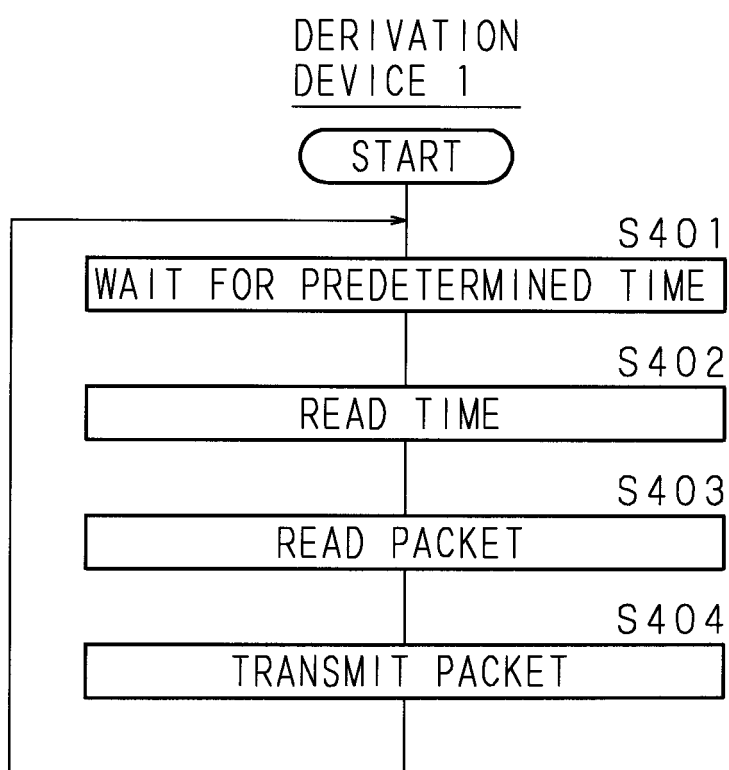 DERIVATION
DEVICE 1
START
S401
WAIT FOR PREDETERMINED TIME
S402
READ TIME
S403
READ PACKET
S404
TRANSMIT PACKET